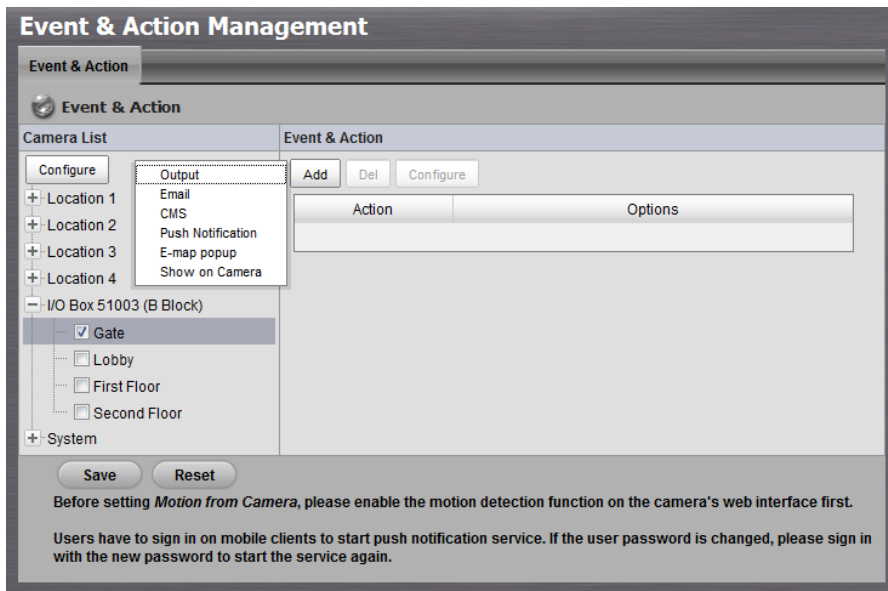 Event & Action Management
Event & Action
Event & Action
Camera List
Event & Action
Configure
Output
Email
CMS
Push Notification
E-map popup
Show on Camera
Add
Del
Configure
Action
Options
Location 1
Location 2
Location 3
Location 4
I/O Box 51003 (B Block)
Gate
Lobby
First Floor
Second Floor
System
Save
Reset
Before setting Motion from Camera, please enable the motion detection function on the camera's web interface first.
Users have to sign in on mobile clients to start push notification service. If the user password is changed, please sign in
with the new password to start the service again.